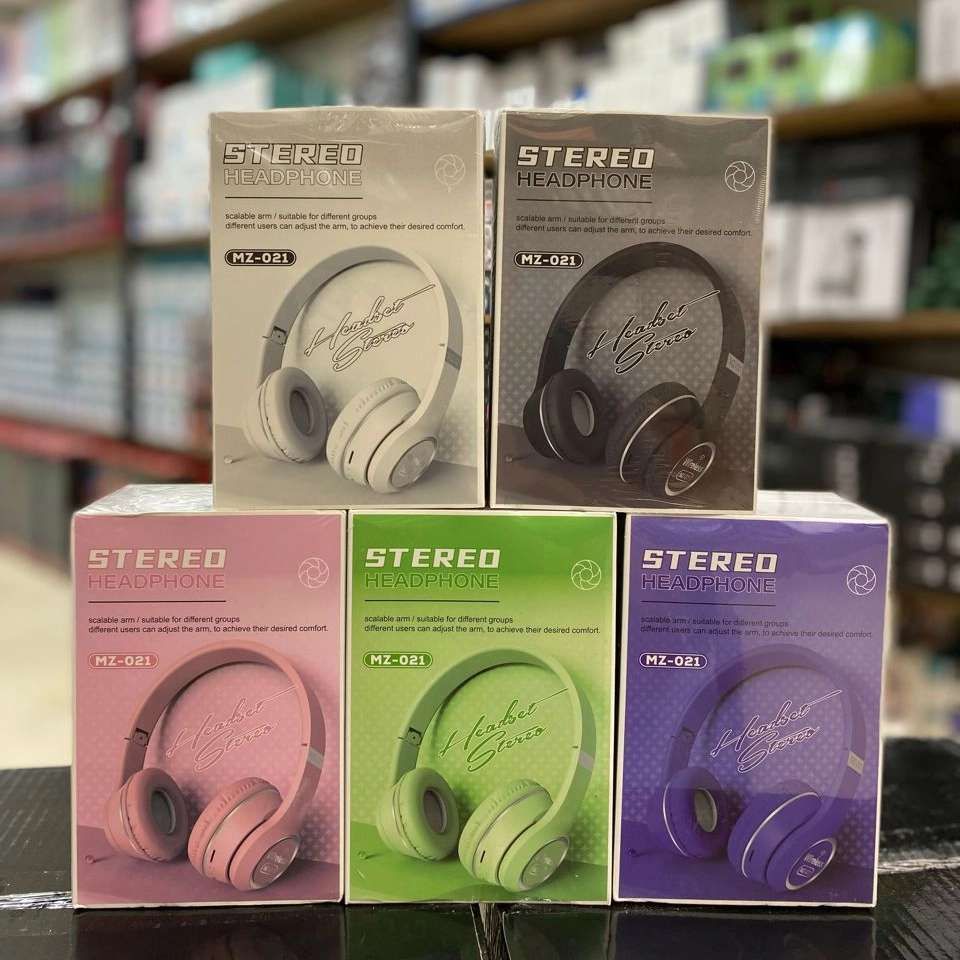 STEREO
HEADPHONE
scalable arm / suitable for different groups
different users can adjust the arm, to achieve their desired comfort.
MZ-021
Headset
Stereo
STEREO
HEADPHONE
scalable arm / suitable for different groups
different users can adjust the arm, to achieve their desired comfort.
MZ-021
Headset
Stereo
Wireless
STEREO
HEADPHONE
scalable arm / suitable for different groups
different users can adjust the arm, to achieve their desired comfort.
MZ-021
Headset
Stereo
STEREO
HEADPHONE
scalable arm / suitable for different groups
different users can adjust the arm, to achieve their desired comfort.
MZ-021
Headset
Stereo
STEREO
HEADPHONE
scalable arm / suitable for different groups
different users can adjust the arm, to achieve their desired comfort.
MZ-021
Headset
Stereo
Wireless